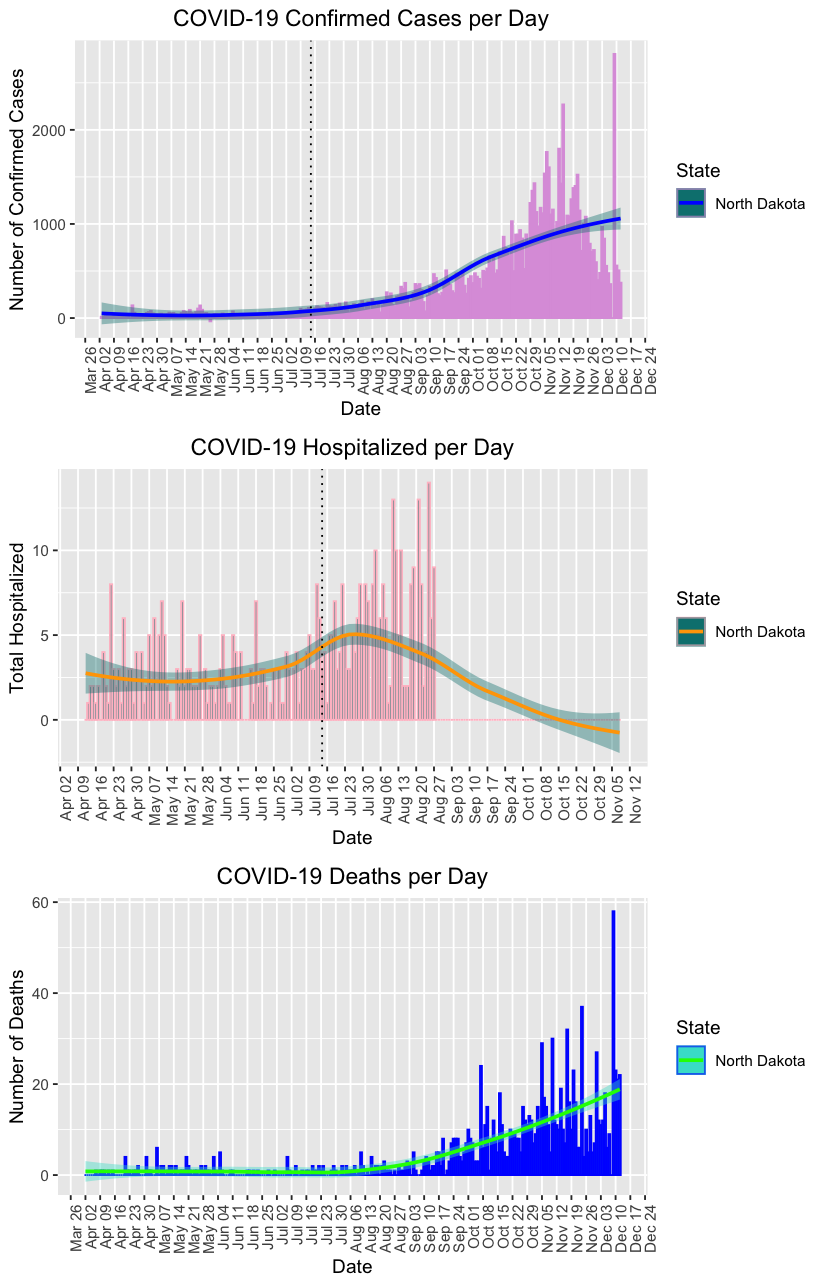 COVID-19 Confirmed Cases per Day
Number of Confirmed Cases
2000
1000
0
Mar 26
Apr 02
Apr 09
Apr 16
Apr 23
Apr 30
May 07
May 14
May 21
May 28
Jun 04
Jun 11
Jun 18
Jun 25
Jul 02
Jul 09
Jul 16
Jul 23
Jul 30
Aug 06
Aug 13
Aug 20
Aug 27
Sep 03
Sep 10
Sep 17
Sep 24
Oct 01
Oct 08
Oct 15
Oct 22
Oct 29
Nov 05
Nov 12
Nov 19
Nov 26
Dec 03
Dec 10
Dec 17
Dec 24
Date
State
North Dakota
COVID-19 Hospitalized per Day
Total Hospitalized
10
5
0
Apr 02
Apr 09
Apr 16
Apr 23
Apr 30
May 07
May 14
May 21
May 28
Jun 04
Jun 11
Jun 18
Jun 25
Jul 02
Jul 09
Jul 16
Jul 23
Jul 30
Aug 06
Aug 13
Aug 20
Aug 27
Sep 03
Sep 10
Sep 17
Sep 24
Oct 01
Oct 08
Oct 15
Oct 22
Oct 29
Nov 05
Nov 12
Date
State
North Dakota
COVID-19 Deaths per Day
Number of Deaths
60
40
20
0
Mar 26
Apr 02
Apr 09
Apr 16
Apr 23
Apr 30
May 07
May 14
May 21
May 28
Jun 04
Jun 11
Jun 18
Jun 25
Jul 02
Jul 09
Jul 16
Jul 23
Jul 30
Aug 06
Aug 13
Aug 20
Aug 27
Sep 03
Sep 10
Sep 17
Sep 24
Oct 01
Oct 08
Oct 15
Oct 22
Oct 29
Nov 05
Nov 12
Nov 19
Nov 26
Dec 03
Dec 10
Dec 17
Dec 24
Date
State
North Dakota